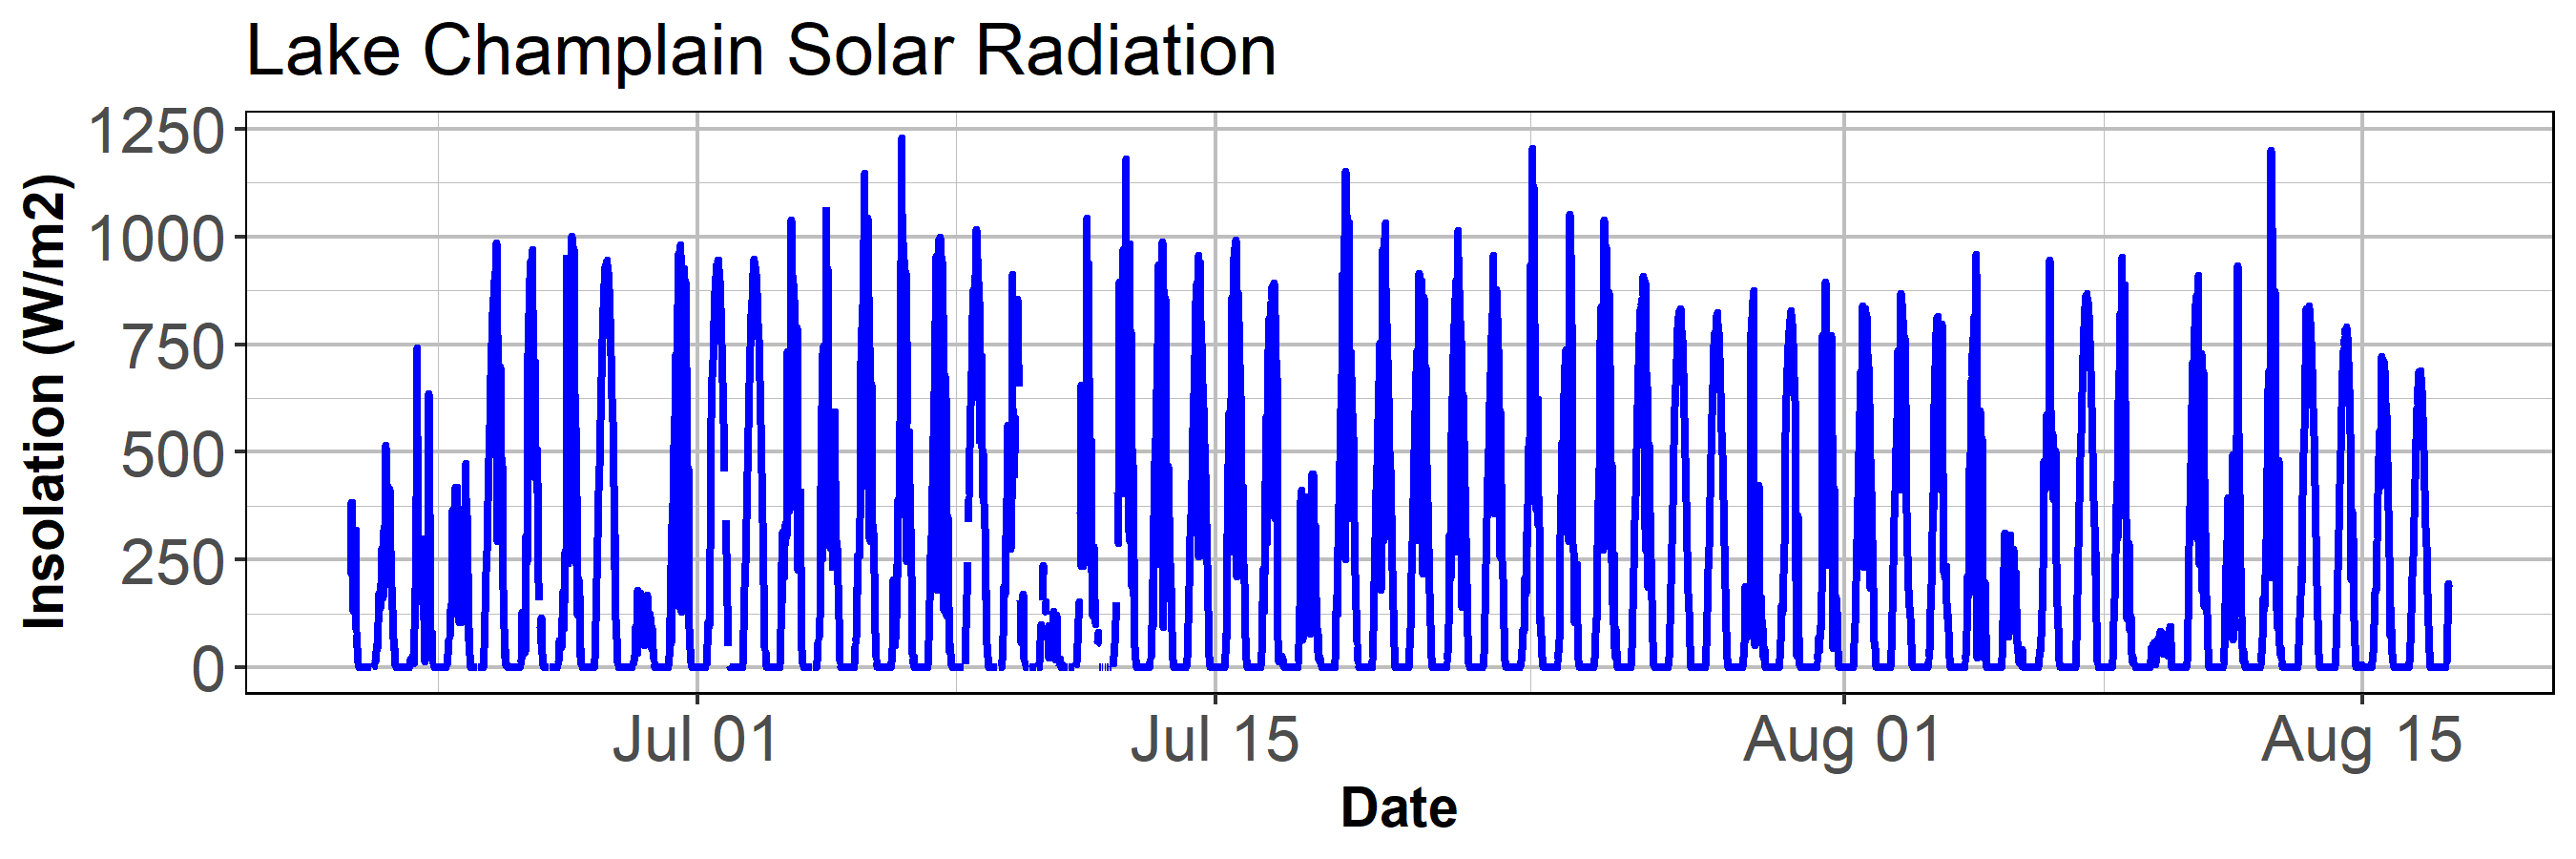 Lake Champlain Solar Radiation
1250
1000
750
500
250
0
Insolation (W/m2)
Jul 01
Jul 15
Aug 01
Aug 15
Date